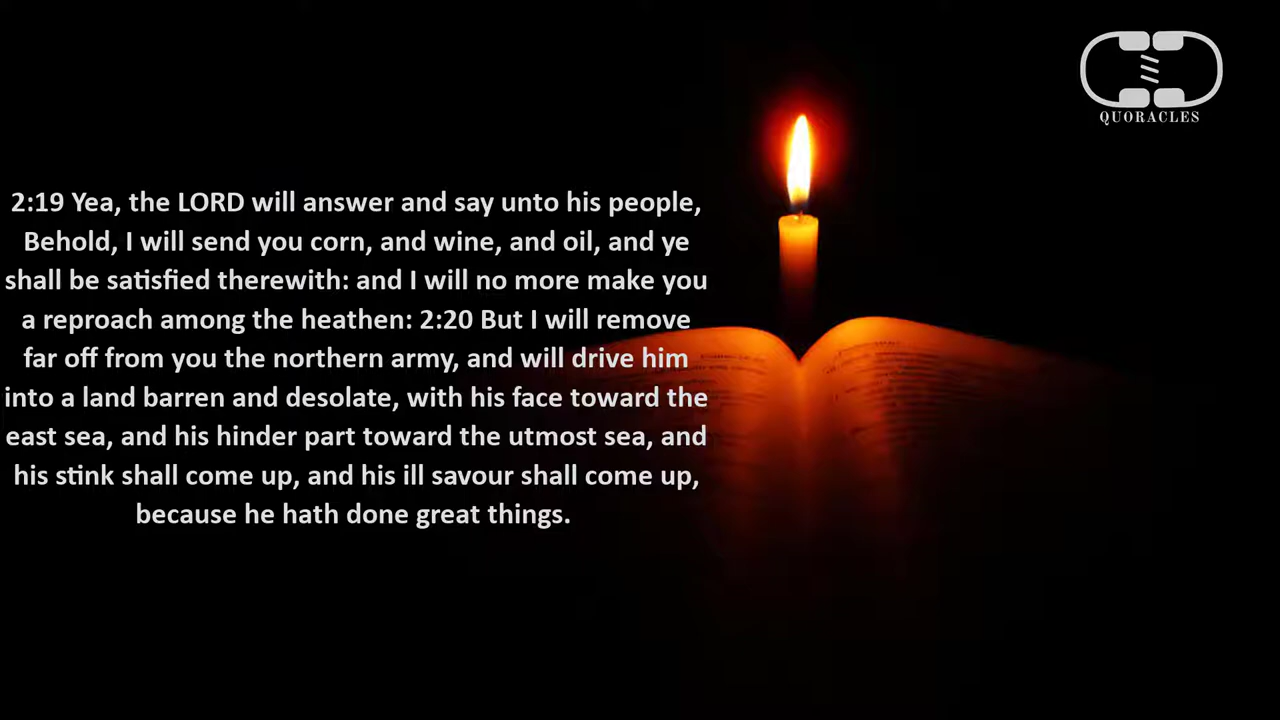 QUORACLES
2:19 Yea, the LORD will answer and say unto his people,
Behold, I will send you corn, and wine, and oil, and ye
shall be satisfied therewith: and I will no more make you
a reproach among the heathen: 2:20 But I will remove
far off from you the northern army, and will drive him
into a land barren and desolate, with his face toward the
east sea, and his hinder part toward the utmost sea, and
his stink shall come up, and his ill savour shall come up,
because he hath done great things.